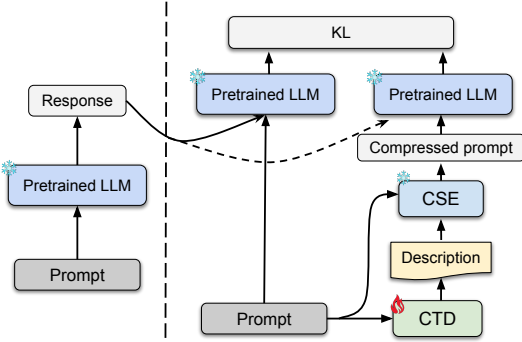 KL
Pretrained LLM
Pretrained LLM
Response
Compressed prompt
Pretrained LLM
CSE
Description
Prompt
Prompt
CTD